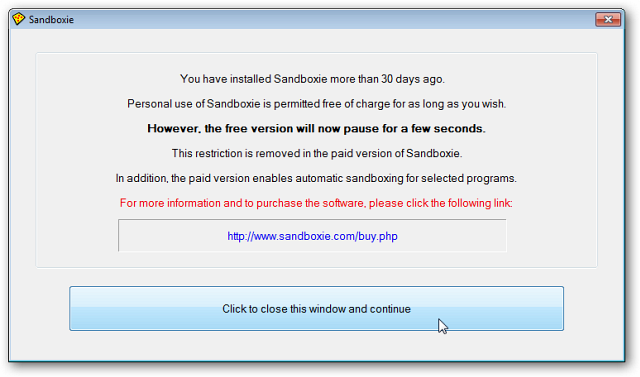 Sandboxie
You have installed Sandboxie more than 30 days ago.
Personal use of Sandboxie is permitted free of charge for as long as you wish.
However, the free version will now pause for a few seconds.
This restriction is removed in the paid version of Sandboxie.
In addition, the paid version enables automatic sandboxing for selected programs.
For more information and to purchase the software, please click the following link:
http://www.sandboxie.com/buy.php
Click to close this window and continue